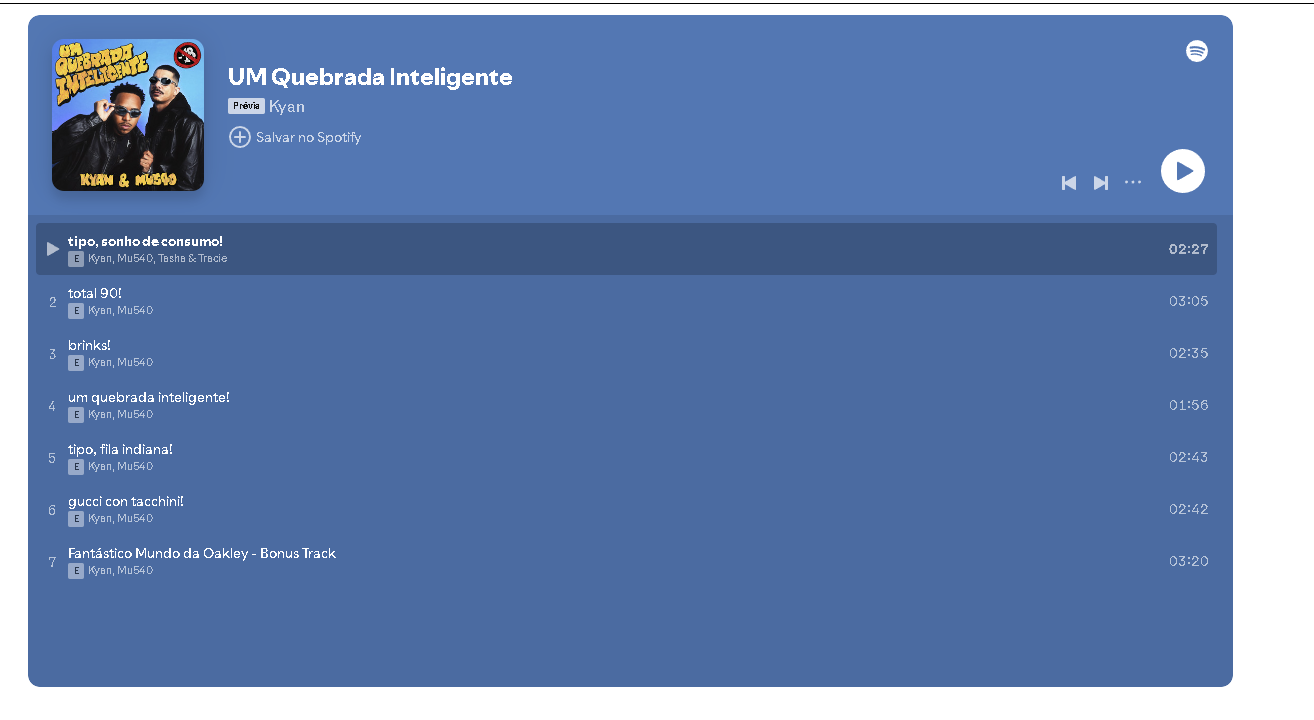 UM
QUEBRADA
INTELIGENTE
KYAN & MU540
UM Quebrada Inteligente
Prévia Kyan
Salvar no Spotify
tipo, sonho de consumo!
E Kyan, Mu540, Tasha & Tracie
02:27
2 total 90!
E Kyan, Mu540
03:05
3 brinks!
E Kyan, Mu540
02:35
4 um quebrada inteligente!
E Kyan, Mu540
01:56
5 tipo, fila indiana!
E Kyan, Mu540
02:43
6 gucci con tacchini!
E Kyan, Mu540
02:42
7 Fantástico Mundo da Oakley - Bonus Track
E Kyan, Mu540
03:20